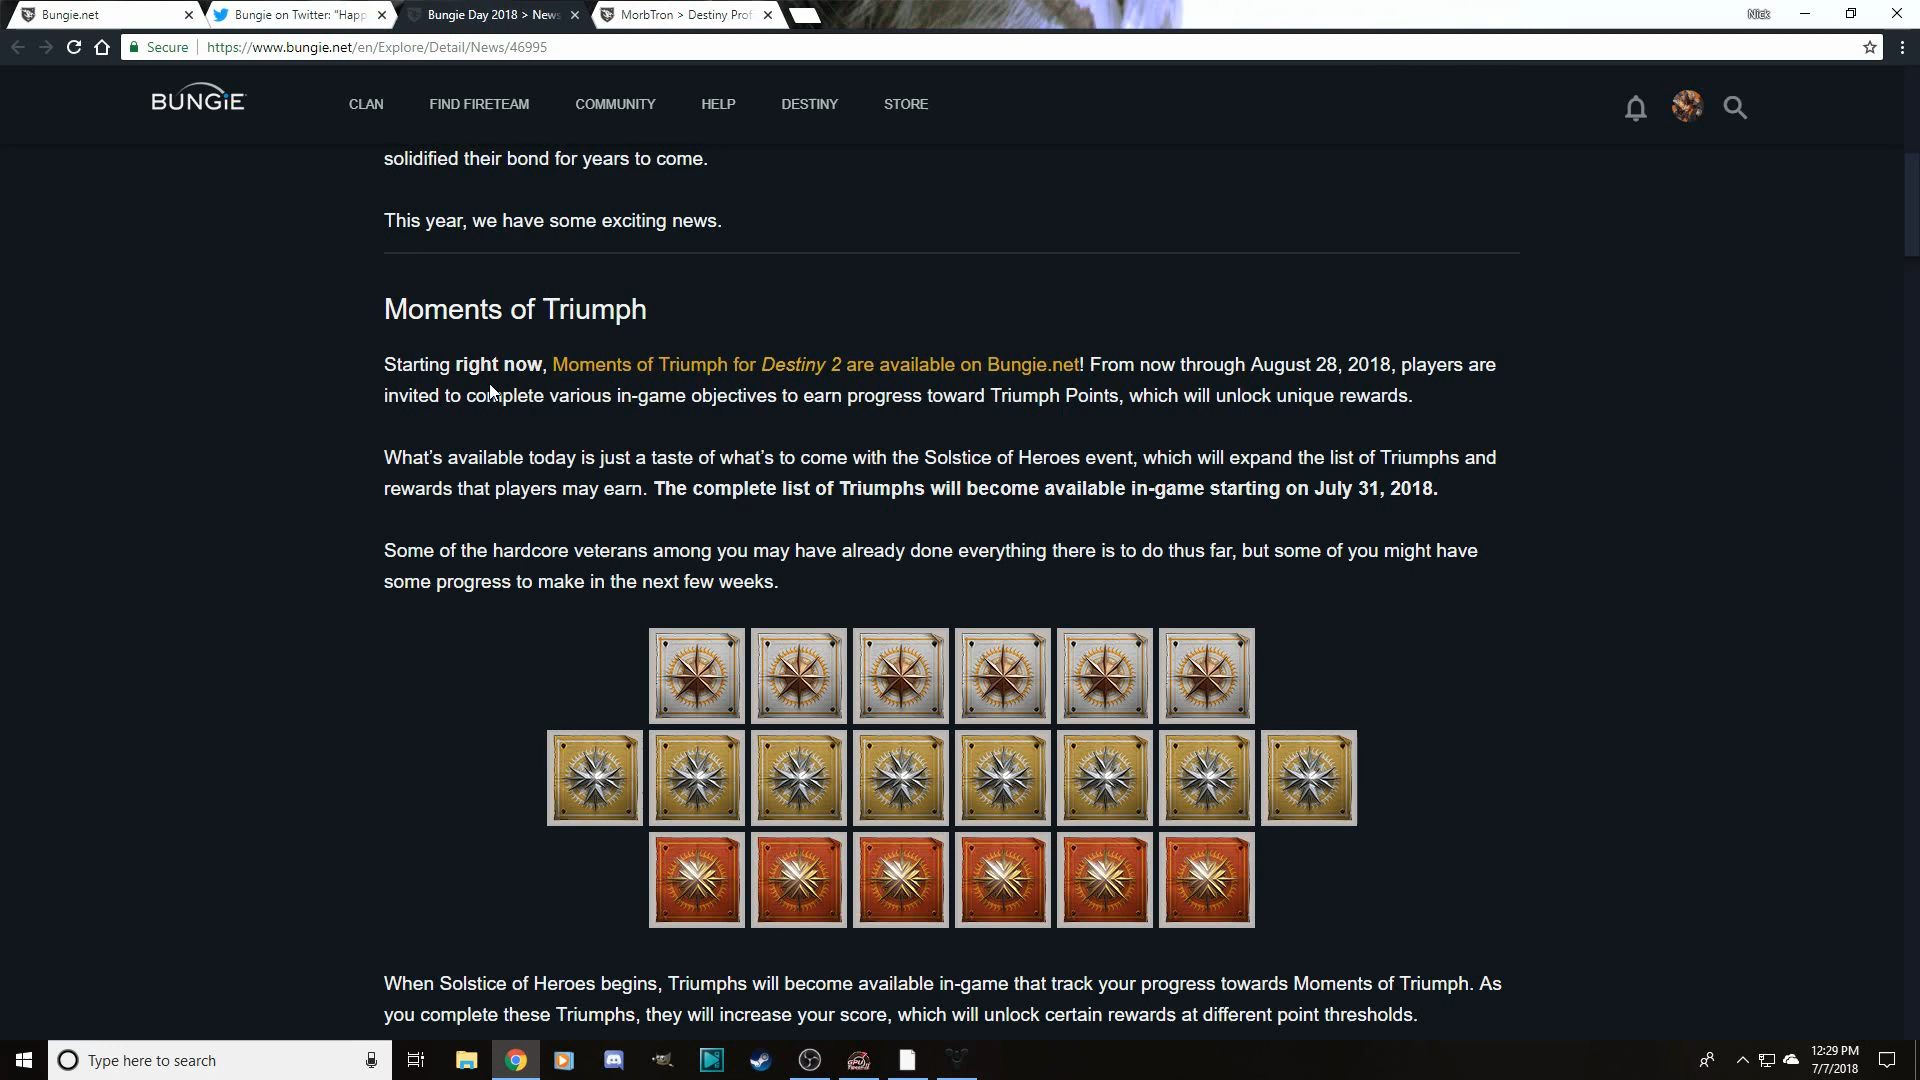 Bungie.net
Bungie on Twitter: "Happ
Bungie Day 2018 > News
MorbTron > Destiny Prof
Nick
Secure
https://www.bungie.net/en/Explore/Detail/News/46995
BUNGiE
CLAN
FIND FIRETEAM
COMMUNITY
HELP
DESTINY
STORE
solidified their bond for years to come.
This year, we have some exciting news.
Moments of Triumph
Starting right now, Moments of Triumph for Destiny 2 are available on Bungie.net! From now through August 28, 2018, players are
invited to complete various in-game objectives to earn progress toward Triumph Points, which will unlock unique rewards.
What's available today is just a taste of what's to come with the Solstice of Heroes event, which will expand the list of Triumphs and
rewards that players may earn. The complete list of Triumphs will become available in-game starting on July 31, 2018.
Some of the hardcore veterans among you may have already done everything there is to do thus far, but some of you might have
some progress to make in the next few weeks.
When Solstice of Heroes begins, Triumphs will become available in-game that track your progress towards Moments of Triumph. As
you complete these Triumphs, they will increase your score, which will unlock certain rewards at different point thresholds.
Type here to search
12:29 PM
7/7/2018